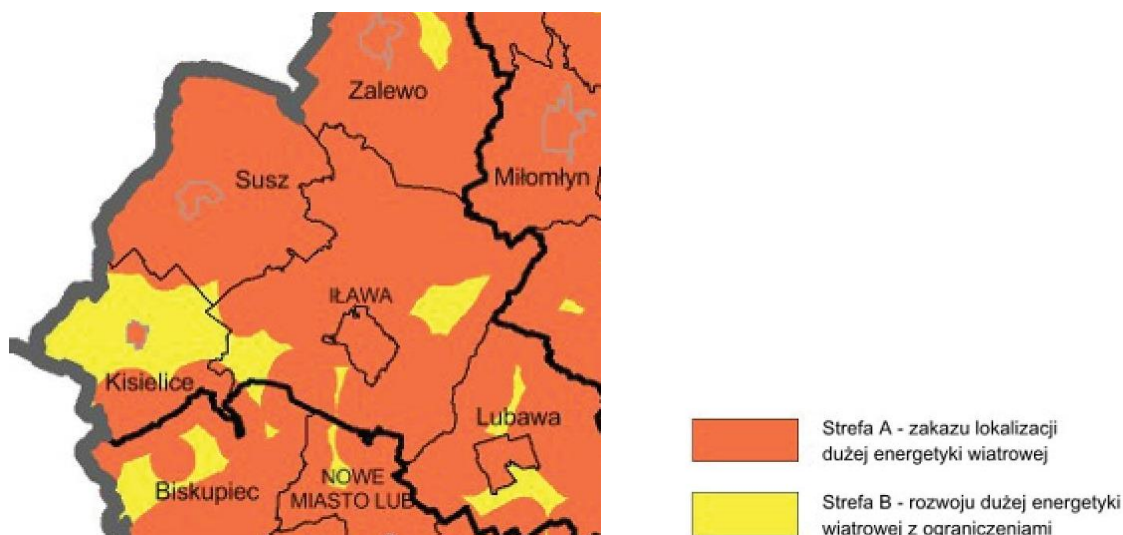 Zalewo
Miłomłyn
Susz
IŁAWA
Kisielice
Lubawa
Biskupiec
NOWE
MIASTO LUB
Strefa A - zakazu lokalizacji
dużej energetyki wiatrowej
Strefa B - rozwoju dużej energetyki
wiatrowej z ograniczeniami